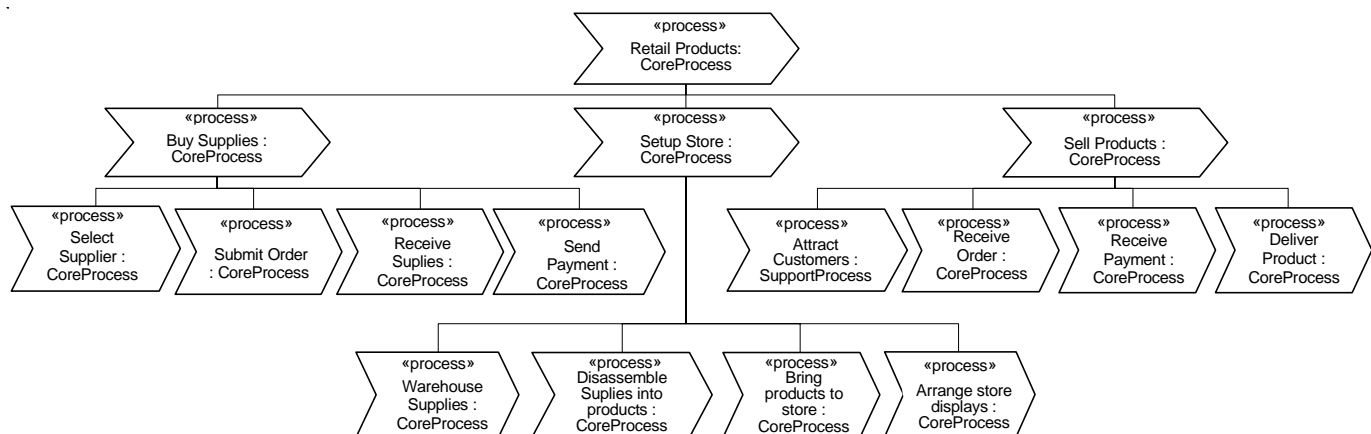 «process»
Retail Products:
CoreProcess
«process»
Buy Supplies :
CoreProcess
«process»
Setup Store :
CoreProcess
«process»
Sell Products :
CoreProcess
«process»
Select
Supplier :
CoreProcess
«process»
Submit Order
: CoreProcess
«process»
Receive
Suplies :
CoreProcess
«process»
Send
Payment :
CoreProcess
«process»
Attract
Customers :
SupportProcess
«process»
Receive
Order :
CoreProcess
«process»
Receive
Payment :
CoreProcess
«process»
Deliver
Product :
CoreProcess
«process»
Warehouse
Supplies :
CoreProcess
«process»
Disassemble
Suplies into
products :
CoreProcess
«process»
Bring
products to
store :
CoreProcess
«process»
Arrange store
displays :
CoreProcess